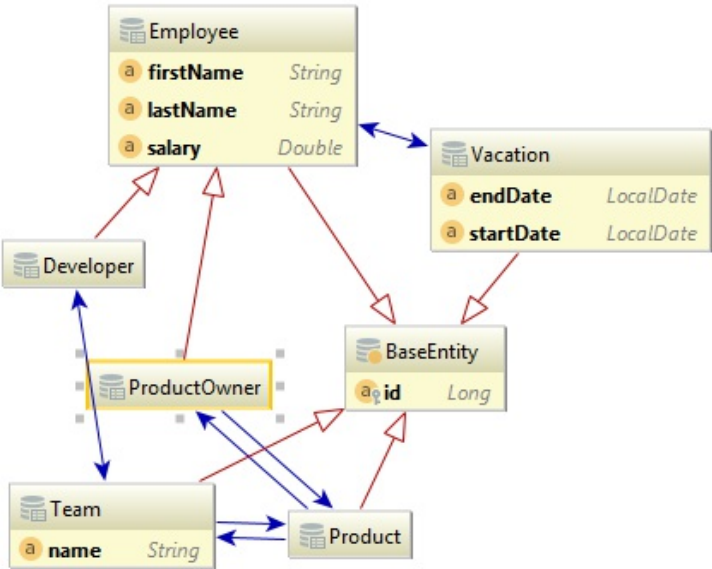 Employee
a firstName String
a lastName String
a salary Double
Vacation
a endDate LocalDate
a startDate LocalDate
Developer
BaseEntity
a id Long
ProductOwner
Team
a name String
Product